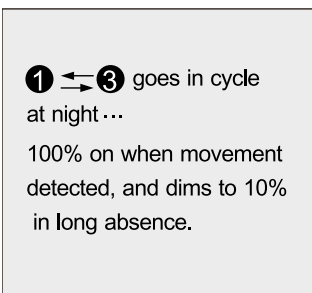 ❶ ⇆ ❸ goes in cycle
at night ···
100% on when movement
detected, and dims to 10%
in long absence.